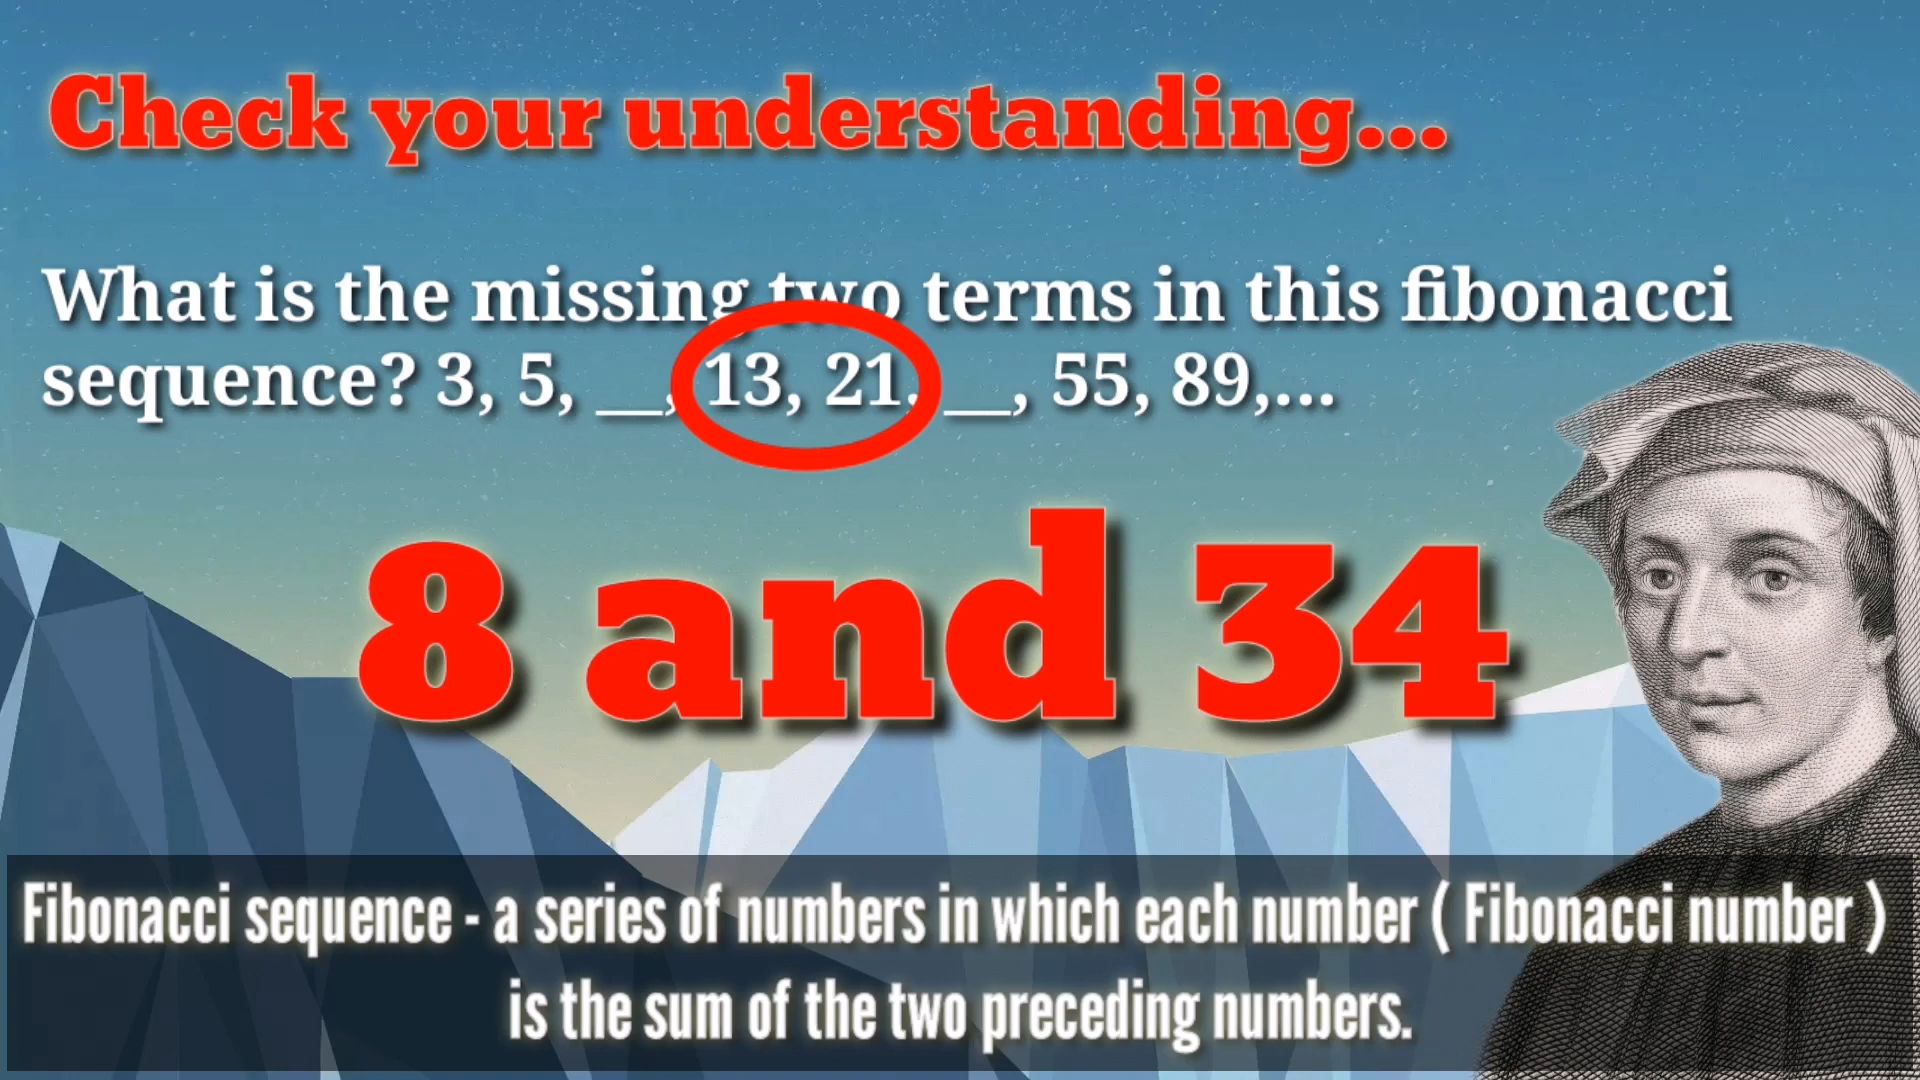 Check your understanding...
What is the missing two terms in this fibonacci
sequence? 3, 5, __, 13, 21, __, 55, 89,...
8 and 34
Fibonacci sequence - a series of numbers in which each number ( Fibonacci number )
is the sum of the two preceding numbers.